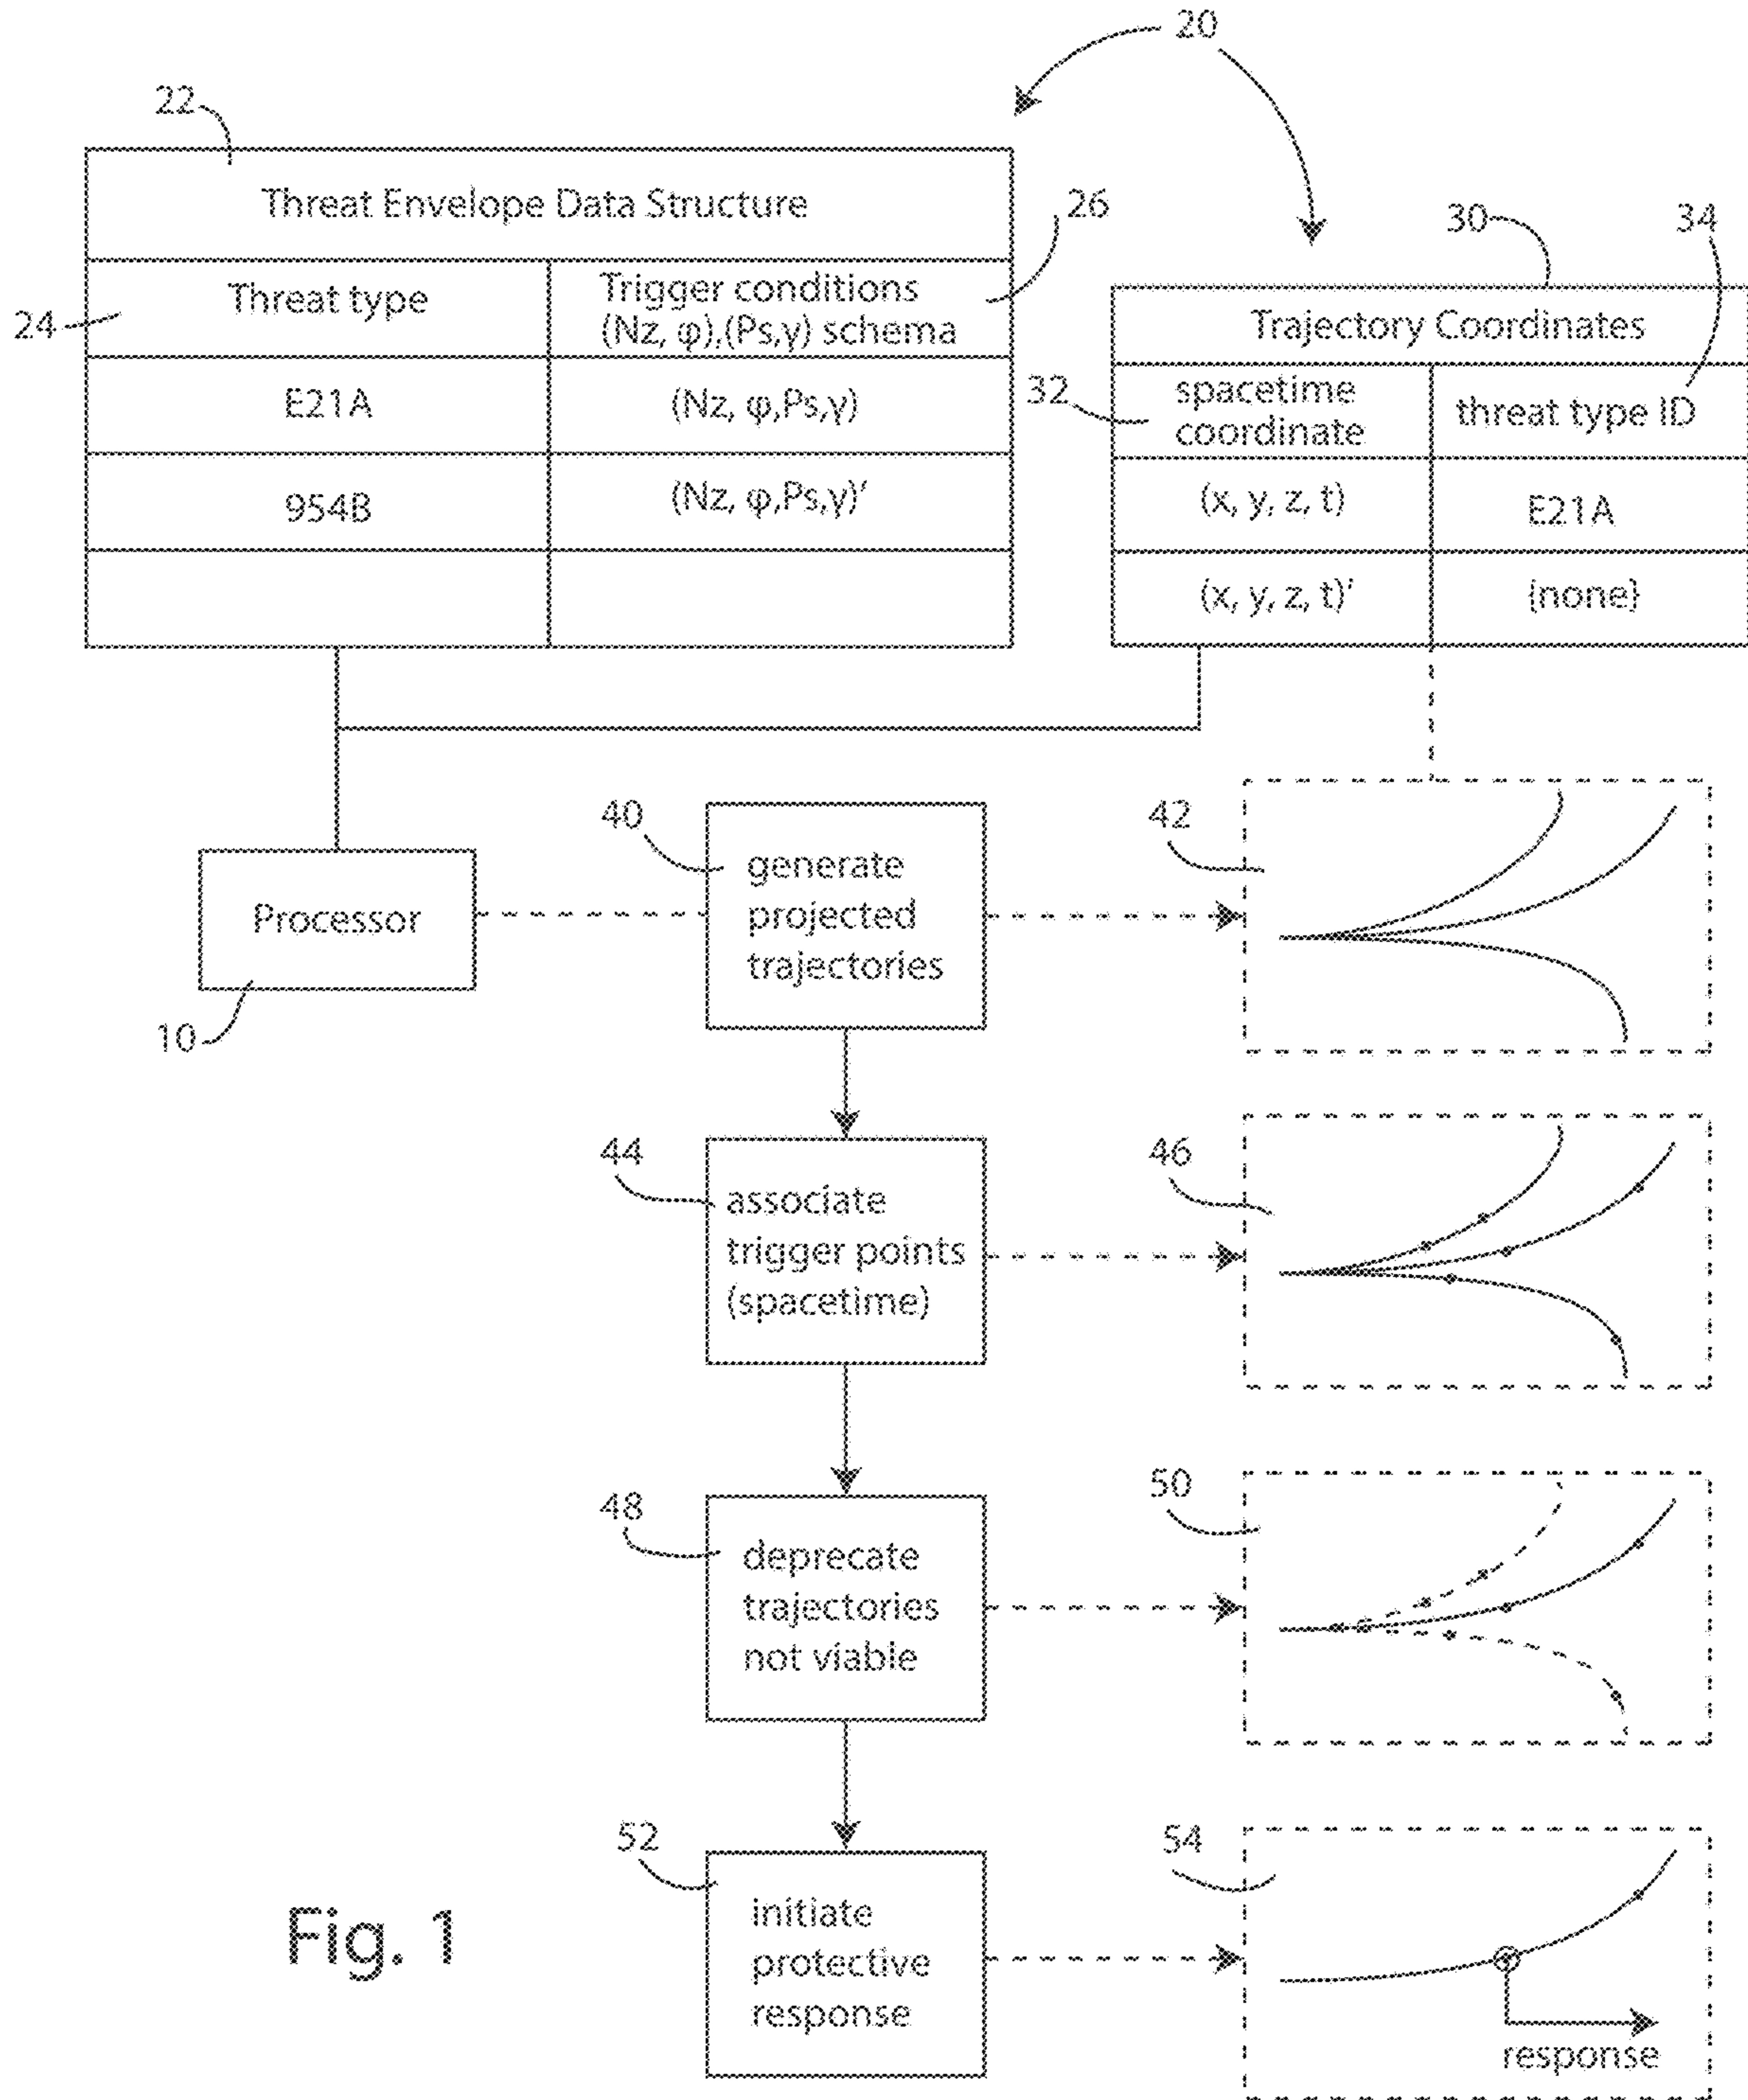 20
22
Threat Envelope Data Structure
26
30
34
24
Threat type
Trigger conditions
(Nz, φ),(Ps,γ) schema
Trajectory Coordinates
E21A
(Nz, φ,Ps,γ)
32
spacetime
coordinate
threat type ID
954B
(Nz, φ,Ps,γ)'
(x, y, z, t)
E21A
(x, y, z, t)'
{none}
40
42
Processor
generate
projected
trajectories
10
44
46
associate
trigger points
(spacetime)
48
50
deprecate
trajectories
not viable
52
54
initiate
protective
response
response
Fig. 1